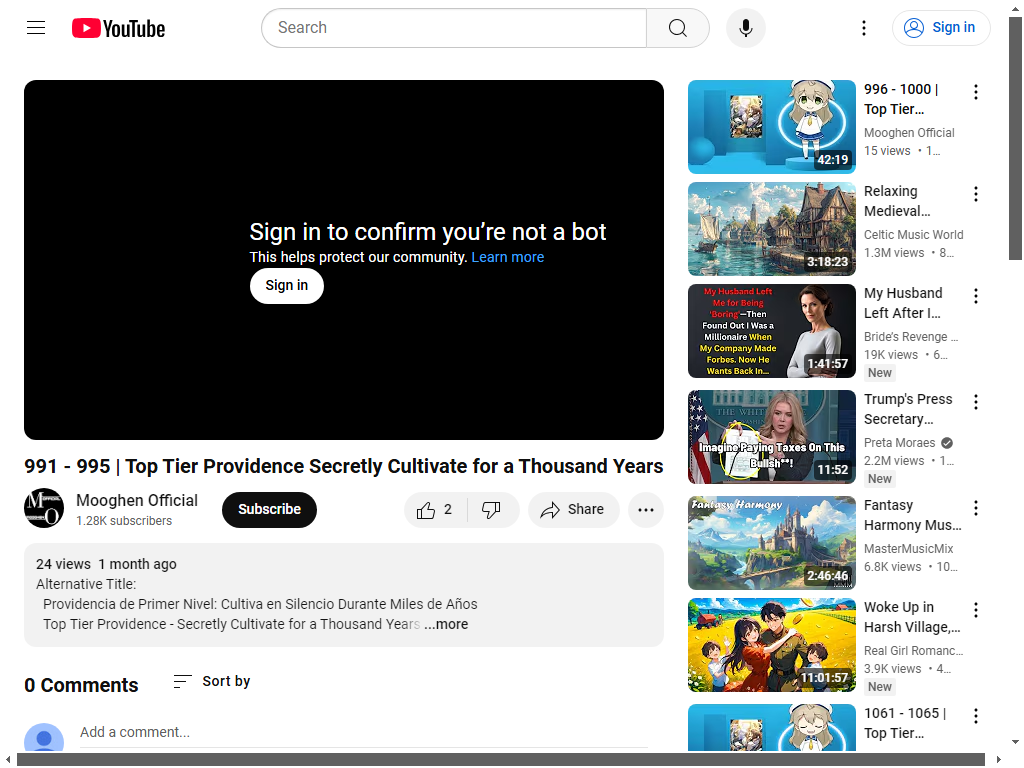 YouTube
Search
Sign in
Sign in to confirm you’re not a bot
This helps protect our community. Learn more
Sign in
991 - 995 | Top Tier Providence Secretly Cultivate for a Thousand Years
Mooghen Official
1.28K subscribers
Subscribe
2
Share
24 views 1 month ago
Alternative Title:
Providencia de Primer Nivel: Cultiva en Silencio Durante Miles de Años
Top Tier Providence - Secretly Cultivate for a Thousand Years ...more
0 Comments
Sort by
Add a comment...
42:19
996 - 1000 |
Top Tier…
Mooghen Official
15 views • 1…
3:18:23
Relaxing
Medieval…
Celtic Music World
1.3M views • 8…
My Husband Left
Me for Being
'Boring'—Then
Found Out I Was a
Millionaire When
My Company Made
Forbes. Now He
Wants Back In...
1:41:57
My Husband
Left After I…
Bride's Revenge …
19K views • 6…
New
THE WHITE
Imagine Paying Taxes On This
Bullsh**!
11:52
Trump's Press
Secretary…
Preta Moraes
2.2M views • 1…
New
Fantasy Harmony
2:46:46
Fantasy
Harmony Mus…
MasterMusicMix
6.8K views • 10…
11:01:57
Woke Up in
Harsh Village,…
Real Girl Romanc…
3.9K views • 4…
New
1061 - 1065 |
Top Tier…